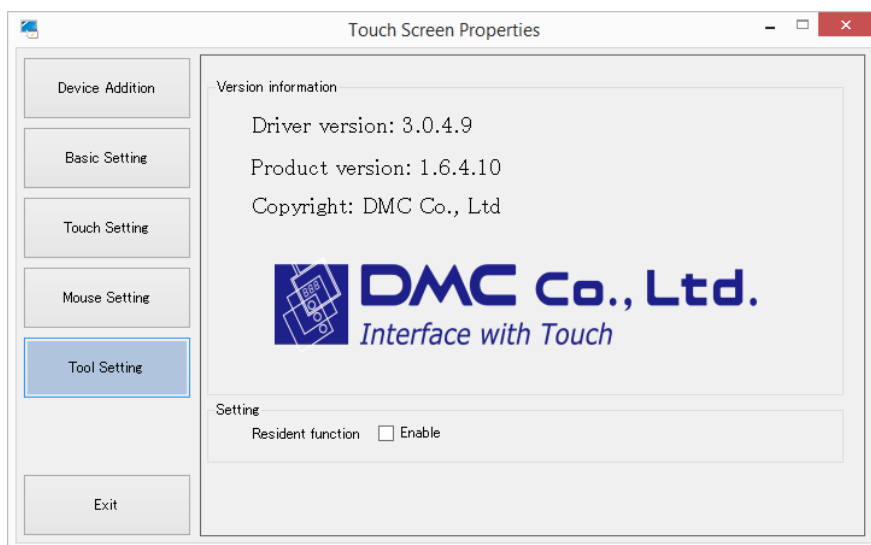 Touch Screen Properties
Device Addition
Basic Setting
Touch Setting
Mouse Setting
Tool Setting
Exit
Version information
Driver version: 3.0.4.9
Product version: 1.6.4.10
Copyright: DMC Co., Ltd
888
DMC Co., Ltd.
Interface with Touch
Setting
Resident function
Enable